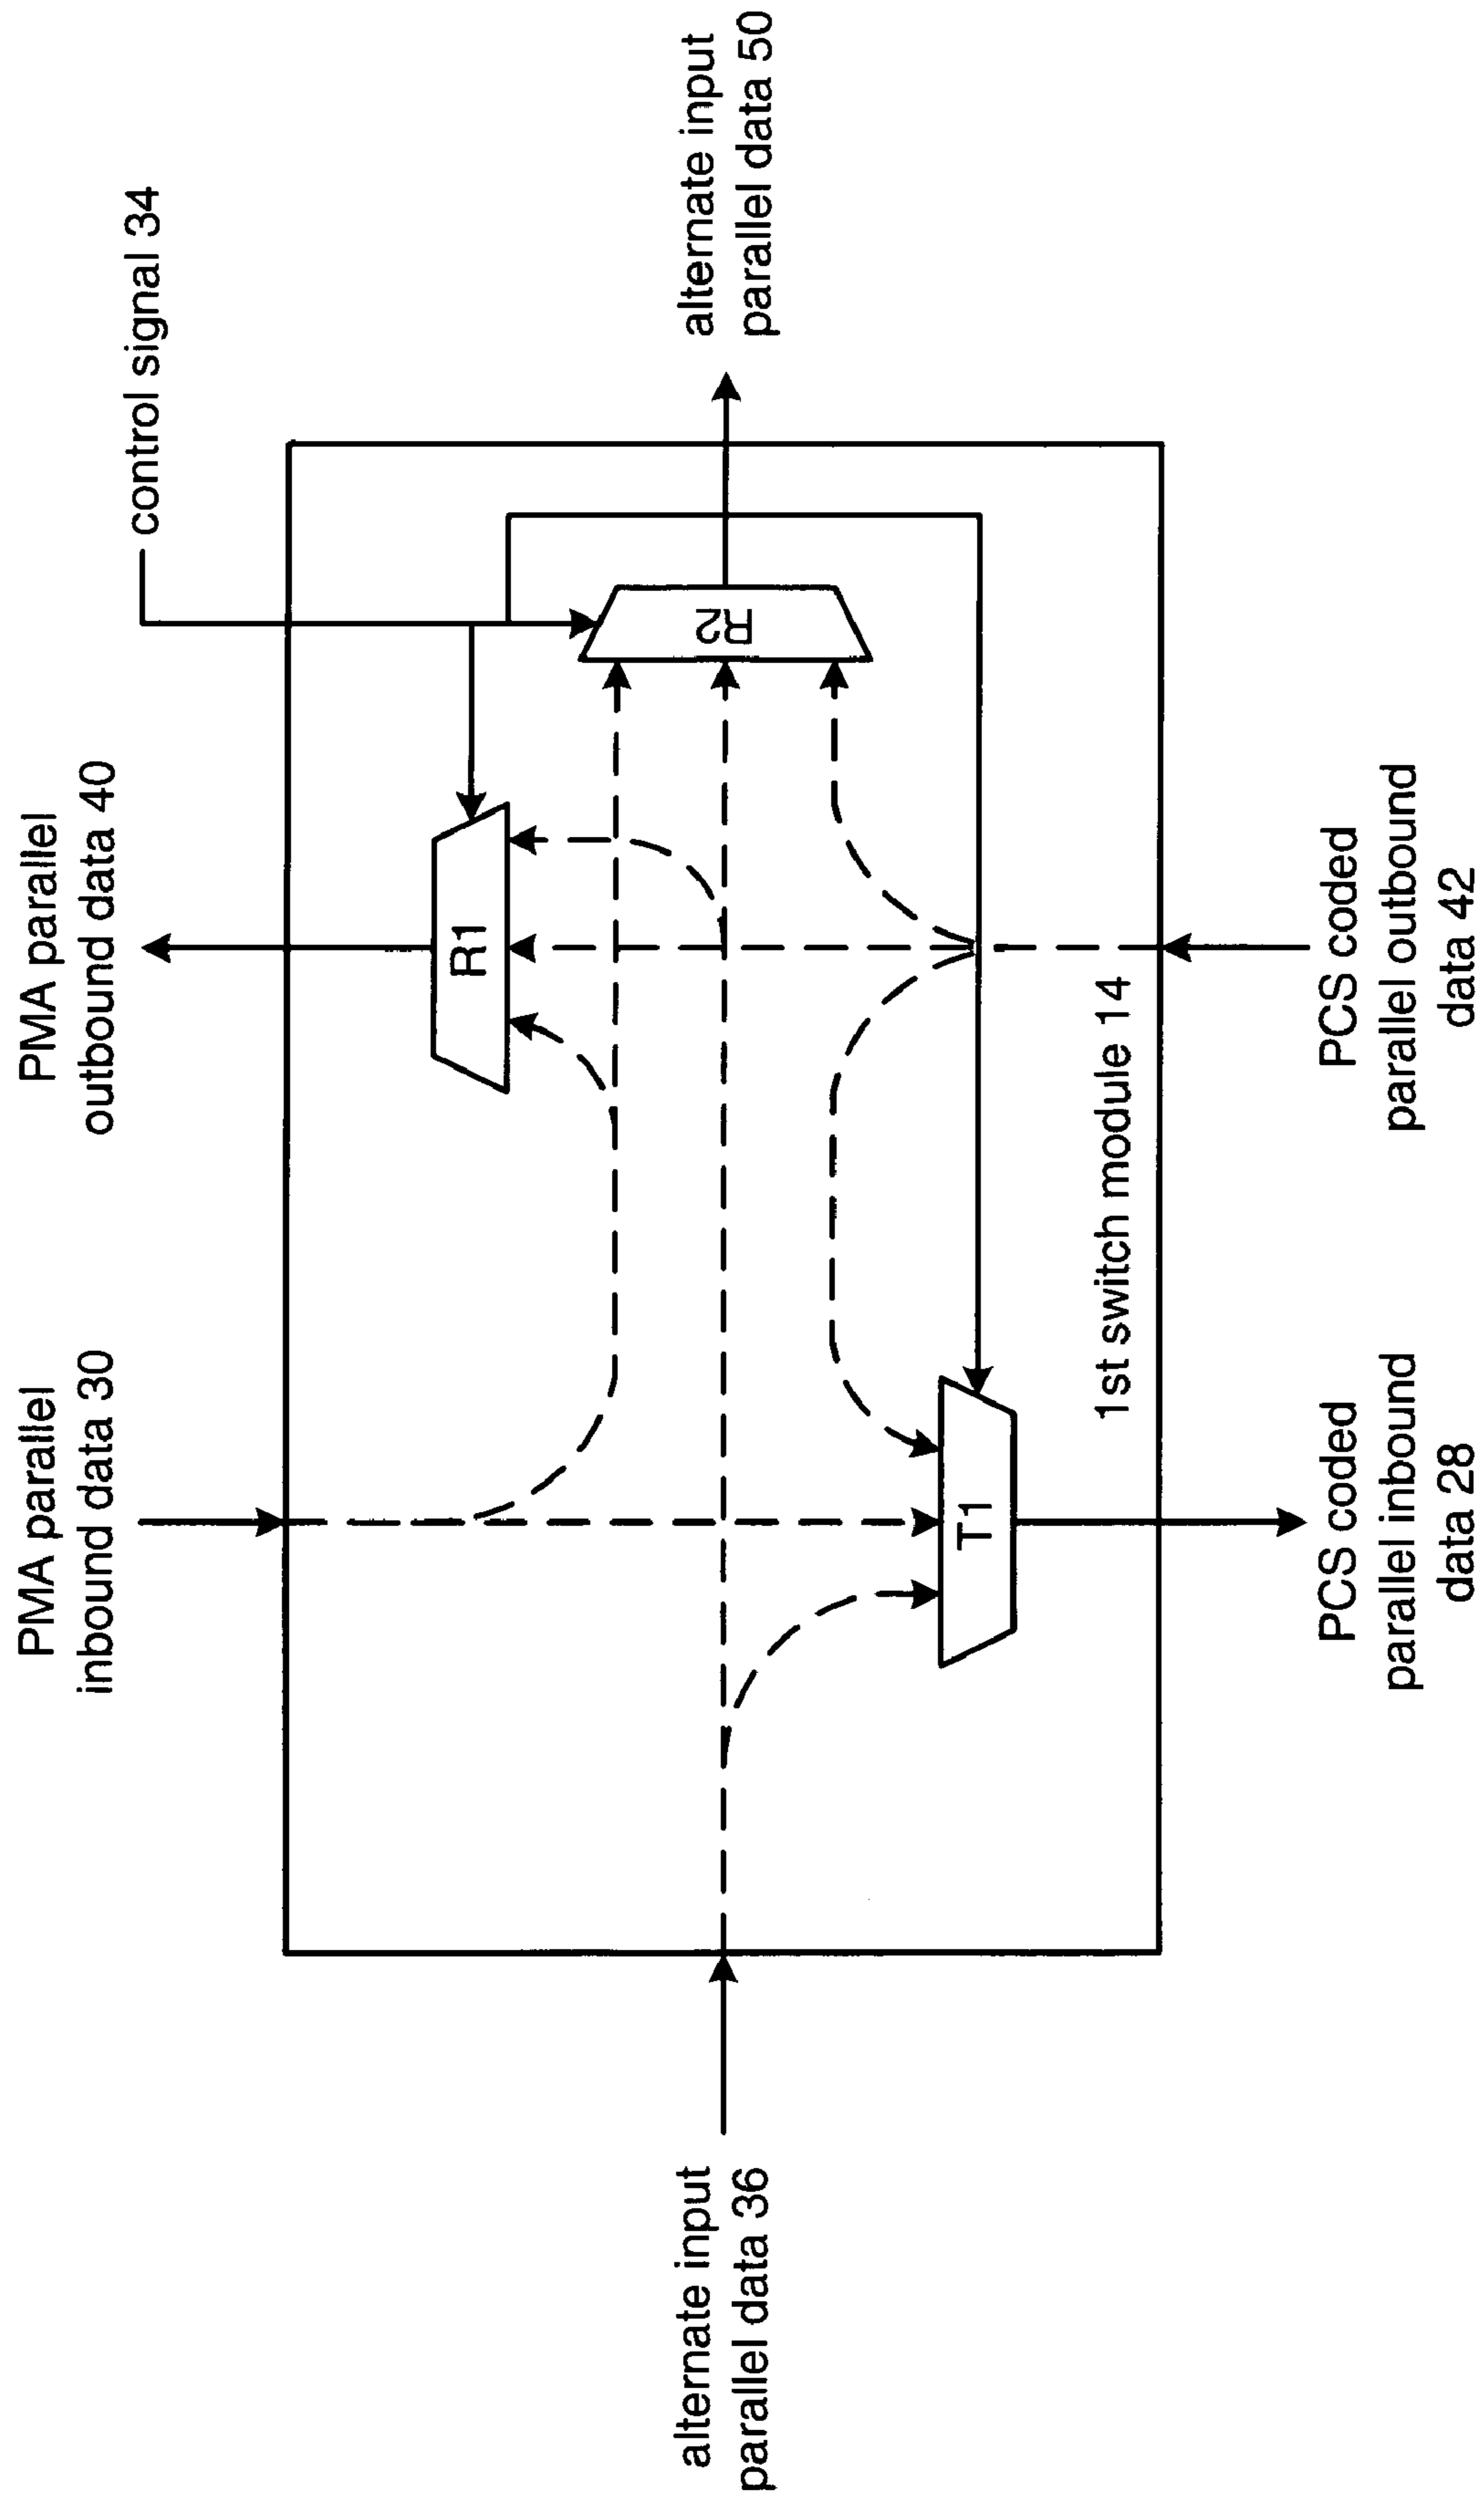 PMA parallel
inbound data 30
PMA parallel
outbound data 40
control signal 34
alternate input
parallel data 36
R1
R2
T1
alternate input
parallel data 50
1st switch module 14
PCS coded
parallel inbound
data 28
PCS coded
parallel outbound
data 42